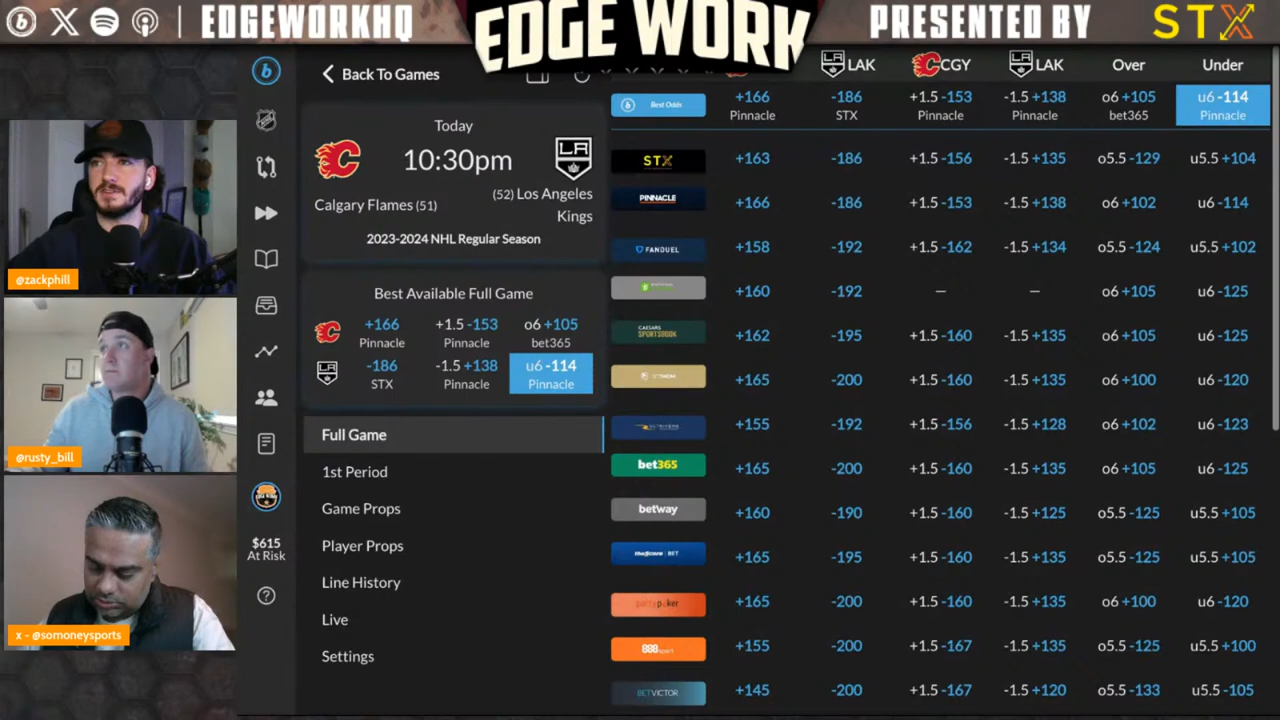 EDGEWORKHQ
EDGE WORK
PRESENTED BY STX
@zackphill
@rusty_bill
x - @somoneysports
$615
At Risk
Back To Games
Today
10:30pm
LA
Calgary Flames (51)
(52) Los Angeles
Kings
2023-2024 NHL Regular Season
Best Available Full Game
+166 +1.5 -153 o6 +105
Pinnacle Pinnacle bet365
-186 -1.5 +138 u6 -114
STX Pinnacle Pinnacle
Full Game
1st Period
Game Props
Player Props
Line History
Live
Settings
LAK CGY LAK Over Under
Best Odds +166 -186 +1.5 -153 -1.5 +138 o6 +105 u6 -114
Pinnacle STX Pinnacle Pinnacle bet365 Pinnacle
STX +163 -186 +1.5 -156 -1.5 +135 o5.5 -129 u5.5 +104
PINNACLE +166 -186 +1.5 -153 -1.5 +138 o6 +102 u6 -114
FANDUEL +158 -192 +1.5 -162 -1.5 +134 o5.5 -124 u5.5 +102
+160 -192 — — o6 +105 u6 -125
CAESARS
SPORTSBOOK +162 -195 +1.5 -160 -1.5 +135 o6 +105 u6 -125
+165 -200 +1.5 -160 -1.5 +135 o6 +100 u6 -120
+155 -192 +1.5 -156 -1.5 +128 o6 +102 u6 -123
bet365 +165 -200 +1.5 -160 -1.5 +135 o6 +105 u6 -125
betway +160 -190 +1.5 -160 -1.5 +125 o5.5 -125 u5.5 +105
theScore BET +165 -195 +1.5 -160 -1.5 +135 o5.5 -125 u5.5 +105
partypoker +165 -200 +1.5 -160 -1.5 +135 o6 +100 u6 -120
888sport +155 -200 +1.5 -167 -1.5 +135 o5.5 -125 u5.5 +100
BETVICTOR +145 -200 +1.5 -167 -1.5 +120 o5.5 -133 u5.5 -105